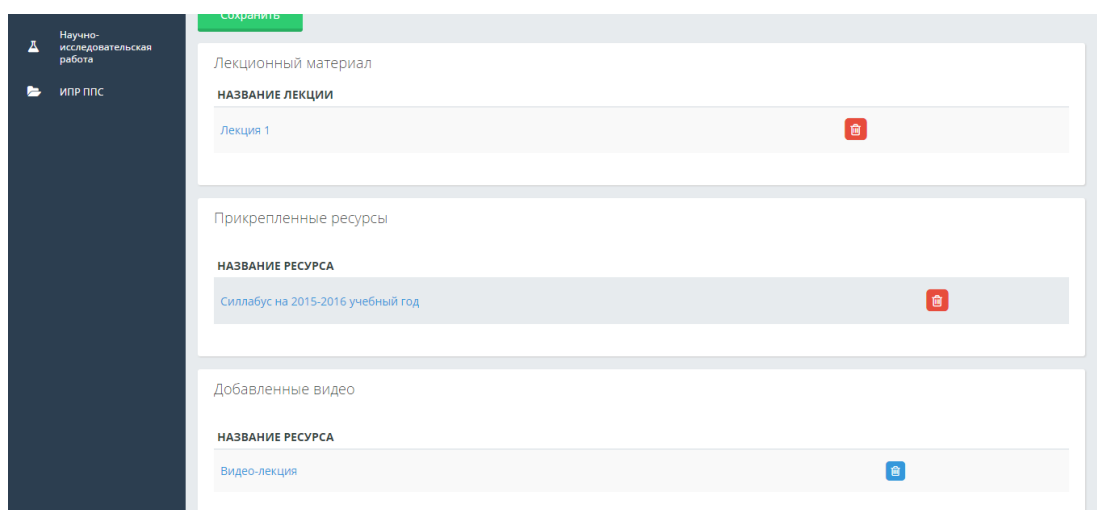 Сохранить
Научно-
исследовательская
работа
ИПР ППС
Лекционный материал
НАЗВАНИЕ ЛЕКЦИИ
Лекция 1
Прикрепленные ресурсы
НАЗВАНИЕ РЕСУРСА
Силлабус на 2015-2016 учебный год
Добавленные видео
НАЗВАНИЕ РЕСУРСА
Видео-лекция